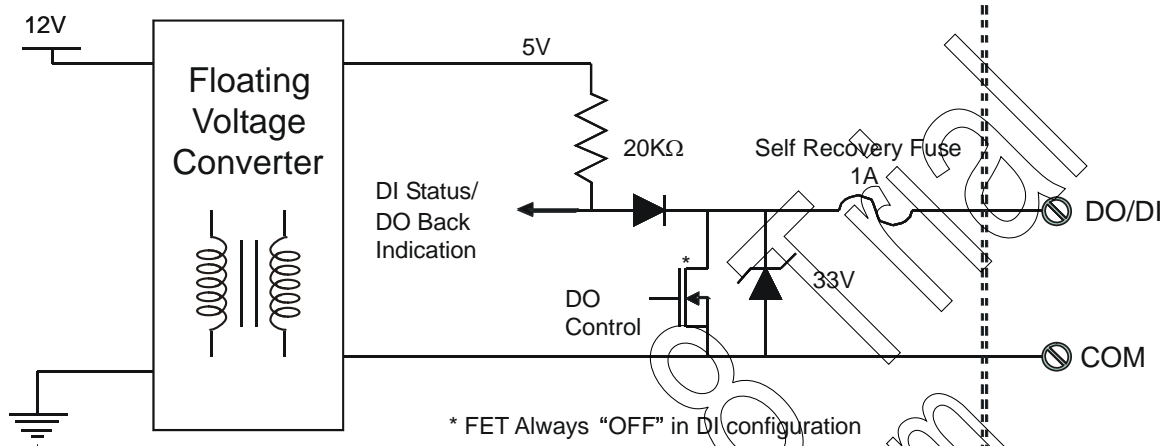 12V
Floating
Voltage
Converter
5V
20KΩ
Self Recovery Fuse
1A
DI Status/
DO Back
Indication
DO/DI
*
33V
DO
Control
COM
* FET Always “OFF” in DI configuration
Trial